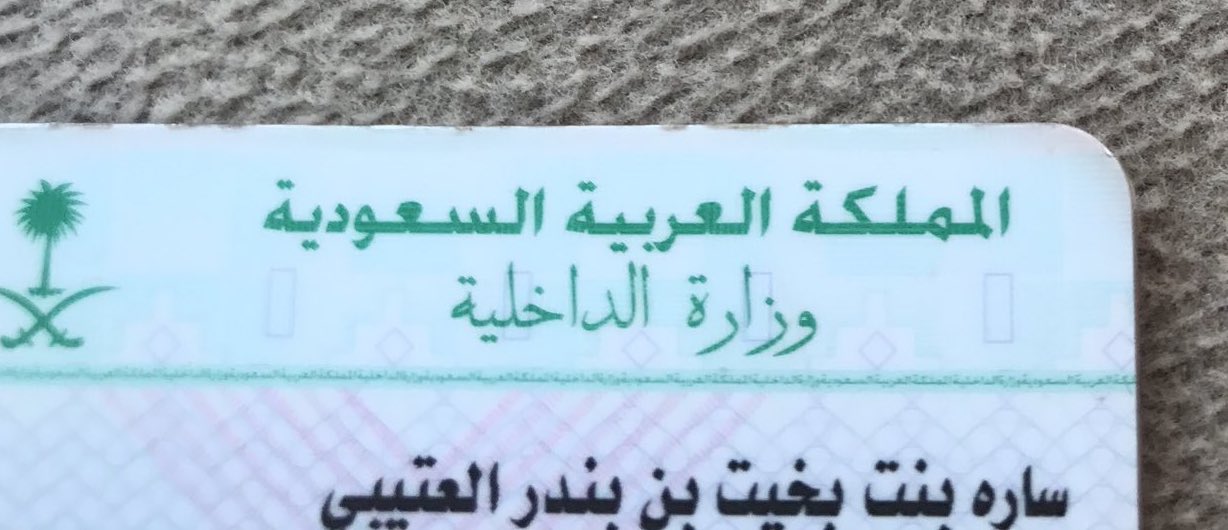 المملكة العربية السعودية
وزارة الداخلية
ساره بنت بخيت بن بندر العتيبي